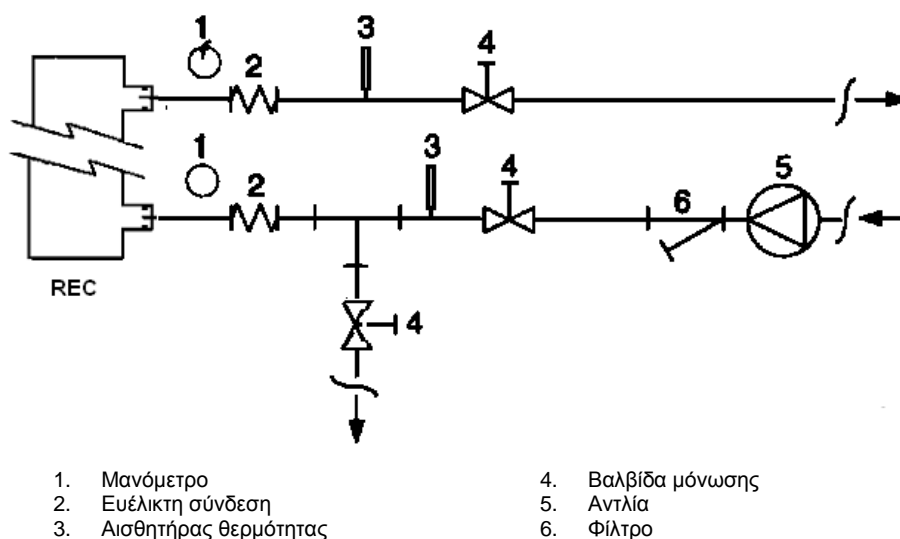 1
2
3
4
1
2
3
4
6
5
REC
4
1. Μανόμετρο
2. Ευέλικτη σύνδεση
3. Αισθητήρας θερμότητας
4. Βαλβίδα μόνωσης
5. Αντλία
6. Φίλτρο